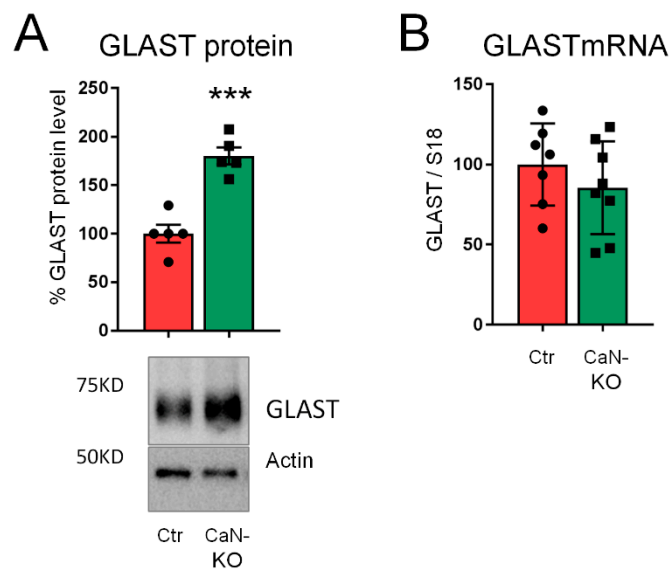 A
GLAST protein
% GLAST protein level
250
200
150
100
50
0
***
75KD
GLAST
50KD
Actin
Ctr
CaN-
KO
B
GLASTmRNA
GLAST / S18
150
100
50
0
Ctr
CaN-
KO